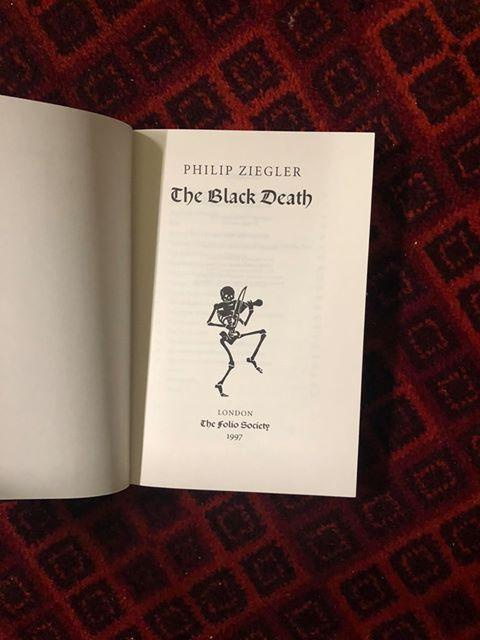 PHILIP ZIEGLER
The Black Death
LONDON
The Folio Society
1997